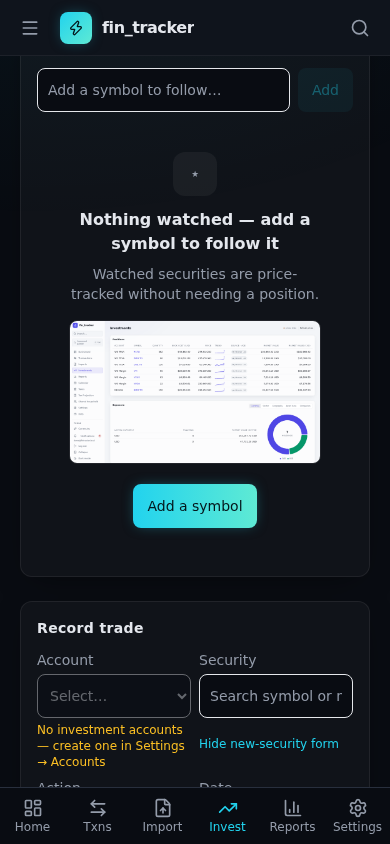 fin_tracker
Add a symbol to follow...
Add
Nothing watched — add a
symbol to follow it
Watched securities are price-
tracked without needing a position.
fin_tracker
Investments
Add a symbol
Record trade
Account
Security
Select...
Search symbol or r
No investment accounts
— create one in Settings
→ Accounts
Hide new-security form
Action
Date
Home
Txns
Import
Invest
Reports
Settings